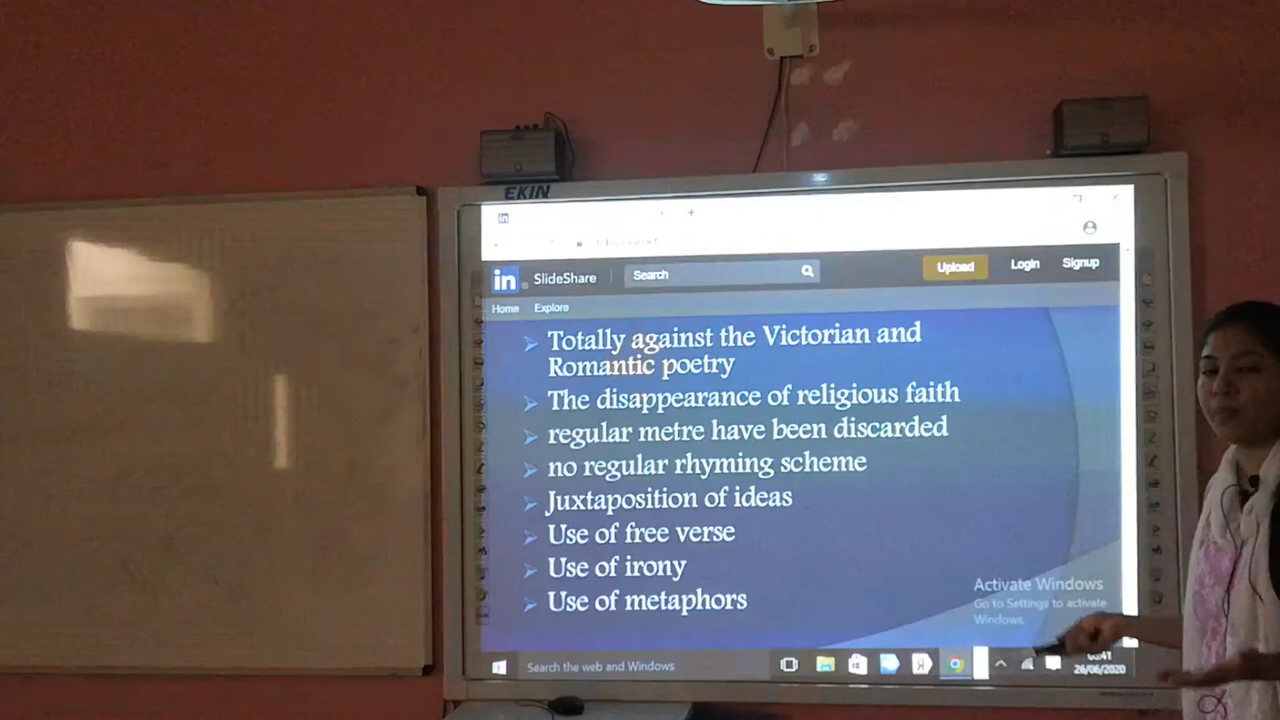 EKIN
in
in SlideShare Search Upload Login Signup
Home Explore
Totally against the Victorian and
Romantic poetry
The disappearance of religious faith
regular metre have been discarded
no regular rhyming scheme
Juxtaposition of ideas
Use of free verse
Use of irony
Use of metaphors
Activate Windows
Go to Settings to activate
Windows.
Search the web and Windows
26/06/2020